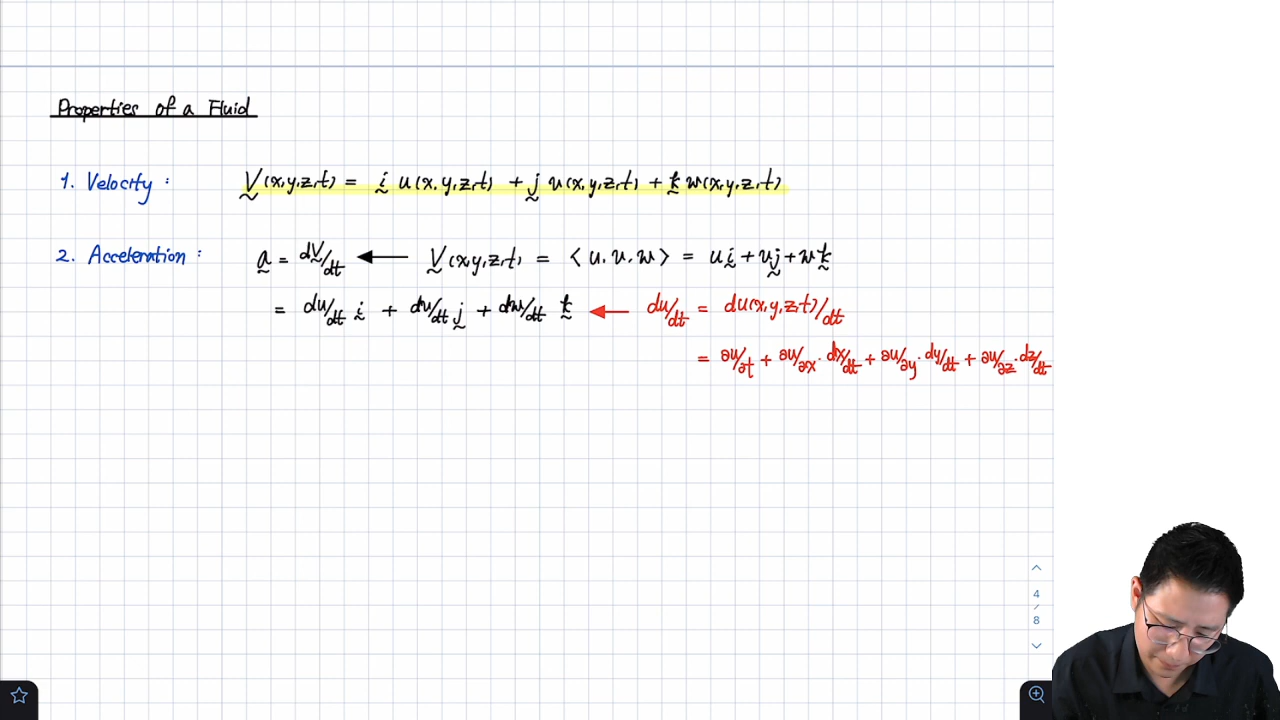 Properties of a Fluid
1. Velocity : V(x,y,z,t) = i u(x,y,z,t) + j v(x,y,z,t) + k w(x,y,z,t)
2. Acceleration : a = dV/dt ← V(x,y,z,t) = <u, v, w> = ui + vj + wk
= du/dt i + dv/dt j + dw/dt k ← du/dt = du(x,y,z,t)/dt
= ∂u/∂t + ∂u/∂x · dx/dt + ∂u/∂y · dy/dt + ∂u/∂z · dz/dt
4
/
8